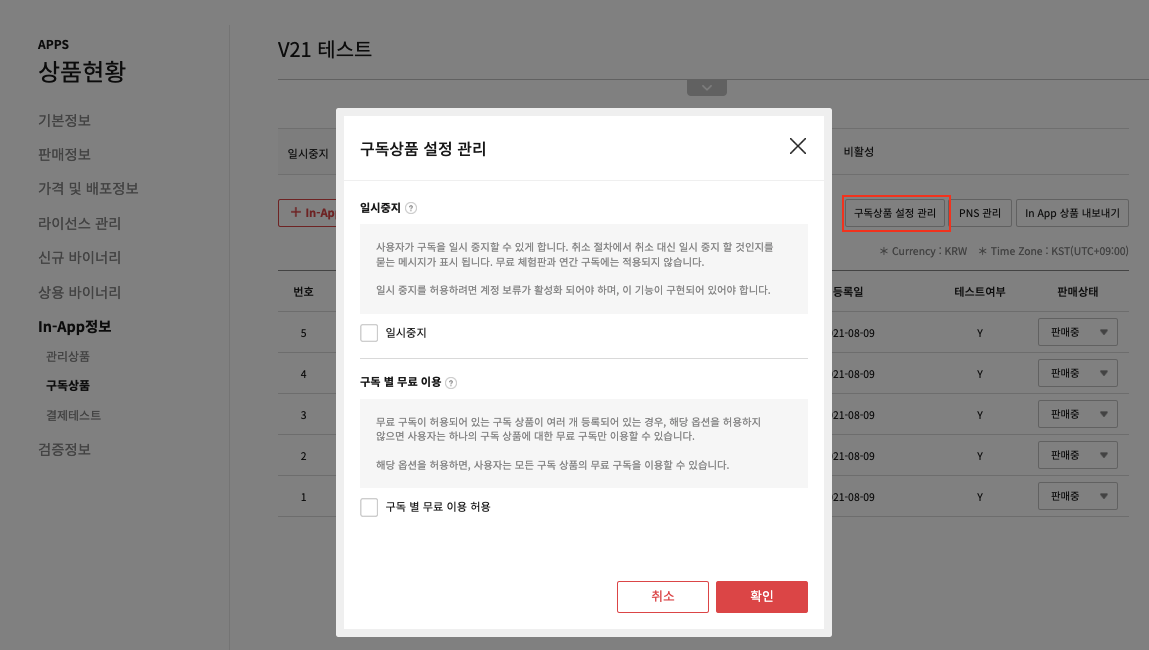 APPS
상품현황
기본정보
판매정보
가격 및 배포정보
라이선스 관리
신규 바이너리
상용 바이너리
In-App정보
관리상품
구독상품
결제테스트
검증정보
V21 테스트
일시중지
비활성
+ In-Ap
구독상품 설정 관리
PNS 관리
In App 상품 내보내기
* Currency : KRW * Time Zone : KST(UTC+09:00)
번호 등록일 테스트여부 판매상태
5 21-08-09 Y 판매중
4 21-08-09 Y 판매중
3 21-08-09 Y 판매중
2 21-08-09 Y 판매중
1 21-08-09 Y 판매중
구독상품 설정 관리
일시중지 ?
사용자가 구독을 일시 중지할 수 있게 합니다. 취소 절차에서 취소 대신 일시 중지 할 것인지를
묻는 메시지가 표시 됩니다. 무료 체험판과 연간 구독에는 적용되지 않습니다.
일시 중지를 허용하려면 계정 보류가 활성화 되어야 하며, 이 기능이 구현되어 있어야 합니다.
일시중지
구독 별 무료 이용 ?
무료 구독이 허용되어 있는 구독 상품이 여러 개 등록되어 있는 경우, 해당 옵션을 허용하지
않으면 사용자는 하나의 구독 상품에 대한 무료 구독만 이용할 수 있습니다.
해당 옵션을 허용하면, 사용자는 모든 구독 상품의 무료 구독을 이용할 수 있습니다.
구독 별 무료 이용 허용
취소
확인